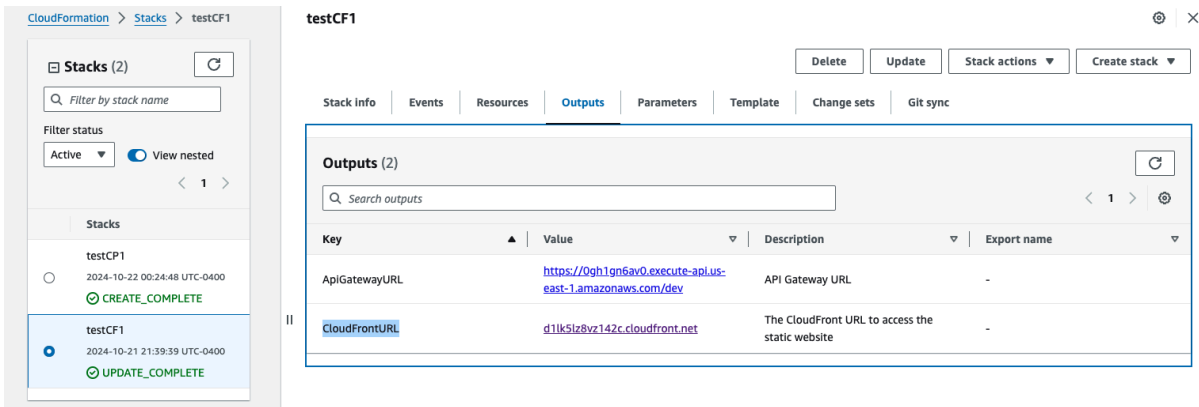 CloudFormation > Stacks > testCF1
Stacks (2)
Filter by stack name
Filter status
Active
View nested
< 1 >
Stacks
testCP1
2024-10-22 00:24:48 UTC-0400
CREATE_COMPLETE
testCF1
2024-10-21 21:39:39 UTC-0400
UPDATE_COMPLETE
testCF1
Delete
Update
Stack actions
Create stack
Stack info
Events
Resources
Outputs
Parameters
Template
Change sets
Git sync
Outputs (2)
Search outputs
< 1 >
Key
Value
Description
Export name
ApiGatewayURL
https://0gh1gn6av0.execute-api.us-
east-1.amazonaws.com/dev
API Gateway URL
-
CloudFrontURL
d1lk5lz8vz142c.cloudfront.net
The CloudFront URL to access the
static website
-